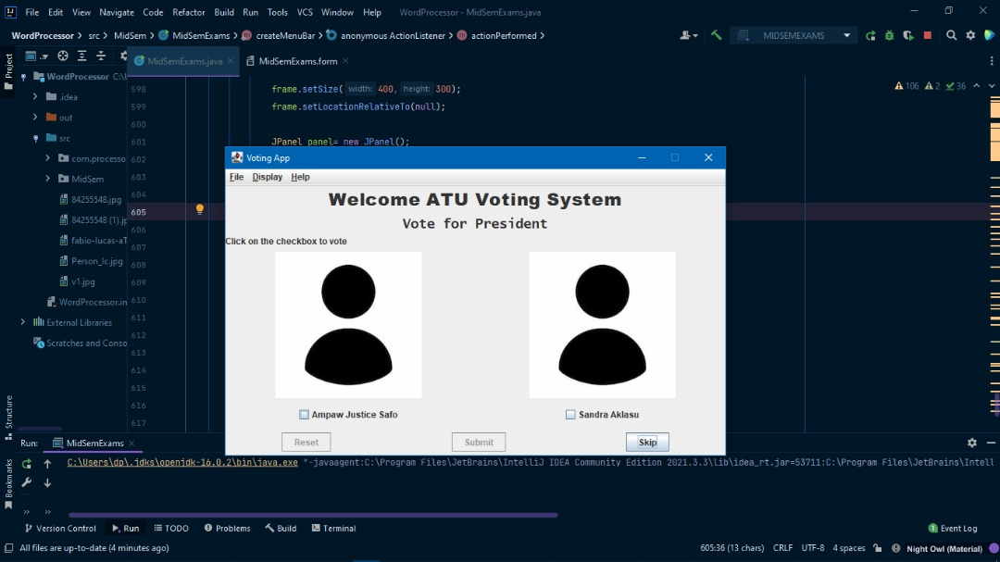 File Edit View Navigate Code Refactor Build Run Tools VCS Window Help WordProcessor - MidSemExams.java
WordProcessor src MidSem MidSemExams createMenuBar anonymous ActionListener actionPerformed MIDSEMEXAMS
Project
MidSemExams.java MidSemExams.form
WordProcessor C:\
.idea
out
src
com.processo
MidSem
84255548.jpg
84255548 (1).jp
fabio-lucas-aT
Person_lc.jpg
v1.jpg
WordProcessor.im
External Libraries
Scratches and Conso
598 frame.setSize( width: 400, height: 300);
599 frame.setLocationRelativeTo(null);
600
601 JPanel panel= new JPanel();
602
603
604
605
606
607
608
609
610
611
612
613
614
615
616
617
106 2 36
Voting App
File Display Help
Welcome ATU Voting System
Vote for President
Click on the checkbox to vote
Ampaw Justice Safo Sandra Aklasu
Reset Submit Skip
Structure
Bookmarks
Run: MidSemExams
C:\Users\dp\.jdks\openjdk-16.0.2\bin\java.exe "-javaagent:C:\Program Files\JetBrains\IntelliJ IDEA Community Edition 2021.3.3\lib\idea_rt.jar=53711:C:\Program Files\JetBrains\Intell
Version Control Run TODO Problems Build Terminal 1 Event Log
All files are up-to-date (4 minutes ago) 605:36 (13 chars) CRLF UTF-8 4 spaces Night Owl (Material)